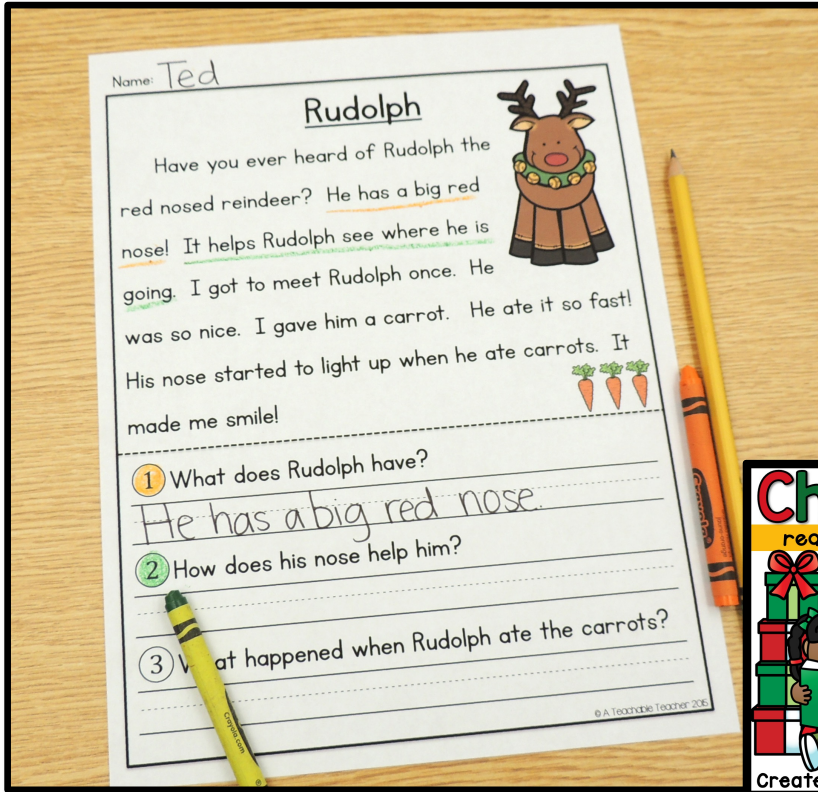 Name: Ted
Rudolph
Have you ever heard of Rudolph the
red nosed reindeer? He has a big red
nose! It helps Rudolph see where he is
going. I got to meet Rudolph once. He
was so nice. I gave him a carrot. He ate it so fast!
His nose started to light up when he ate carrots. It
made me smile!
1 What does Rudolph have?
He has a big red nose.
2 How does his nose help him?
3 W at happened when Rudolph ate the carrots?
© A Teachable Teacher 2015
Crayola.com
Crayola
Ch
rea
Create